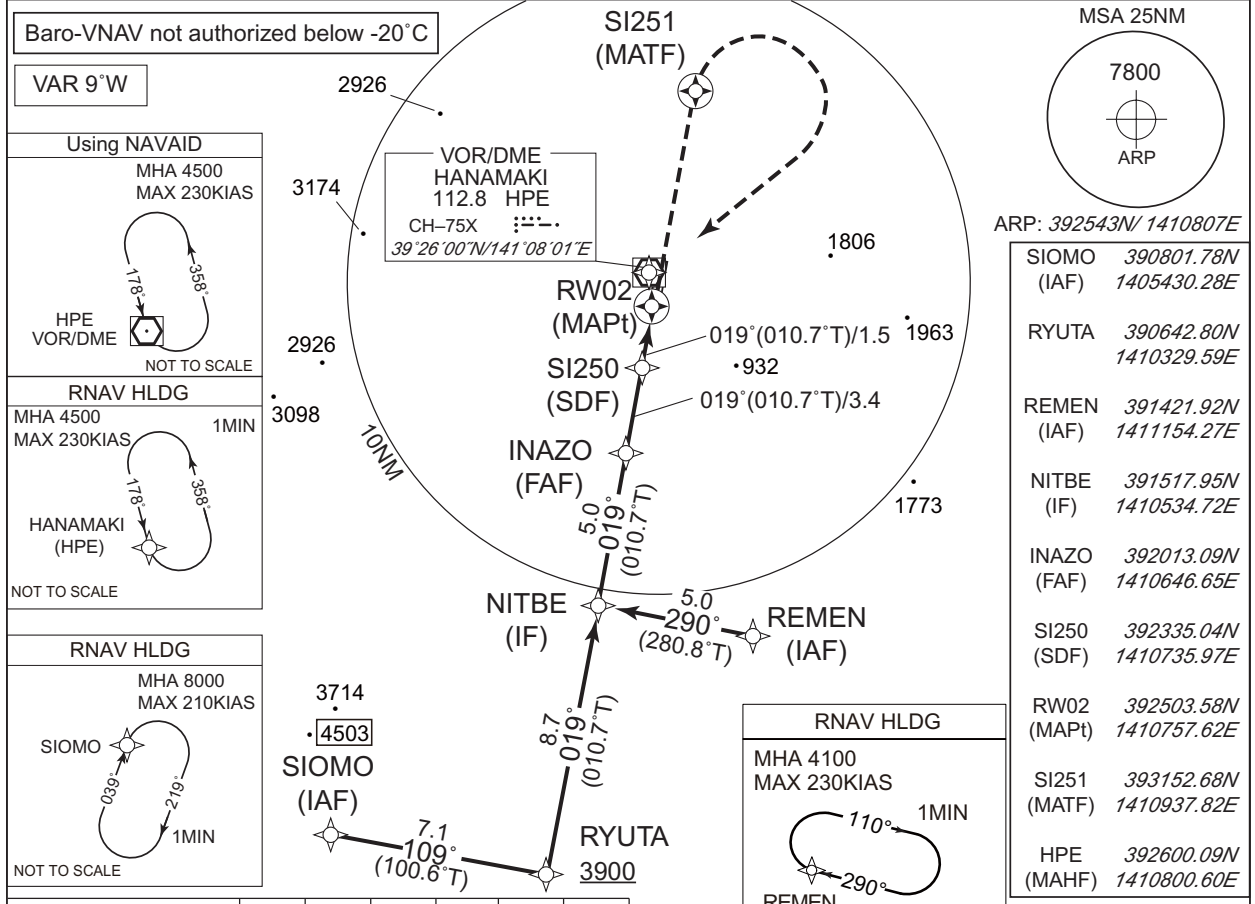 Baro-VNAV not authorized below -20˚C
VAR 9˚W
Using NAVAID
MHA 4500
MAX 230KIAS
178˚
358˚
HPE
VOR/DME
NOT TO SCALE
RNAV HLDG
MHA 4500
MAX 230KIAS
1MIN
178˚
358˚
HANAMAKI
(HPE)
NOT TO SCALE
RNAV HLDG
MHA 8000
MAX 210KIAS
SIOMO
039˚
219˚
1MIN
NOT TO SCALE
SI251
(MATF)
2926
VOR/DME
HANAMAKI
112.8 HPE
CH–75X
39˚26´00˝N/141˚08´01˝E
3174
1806
RW02
(MAPt)
019˚(010.7˚T)/1.5
1963
2926
SI250
(SDF)
932
019˚(010.7˚T)/3.4
3098
10NM
INAZO
(FAF)
1773
5.0
019˚
(010.7˚T)
NITBE
(IF)
5.0
290˚
(280.8˚T)
REMEN
(IAF)
3714
4503
8.7
019˚
(010.7˚T)
SIOMO
(IAF)
7.1
109˚
(100.6˚T)
RYUTA
3900
RNAV HLDG
MHA 4100
MAX 230KIAS
1MIN
110˚
290˚
REMEN
MSA 25NM
7800
ARP
ARP: 392543N/ 1410807E
SIOMO 390801.78N
(IAF) 1405430.28E
RYUTA 390642.80N
1410329.59E
REMEN 391421.92N
(IAF) 1411154.27E
NITBE 391517.95N
(IF) 1410534.72E
INAZO 392013.09N
(FAF) 1410646.65E
SI250 392335.04N
(SDF) 1410735.97E
RW02 392503.58N
(MAPt) 1410757.62E
SI251 393152.68N
(MATF) 1410937.82E
HPE 392600.09N
(MAHF) 1410800.60E